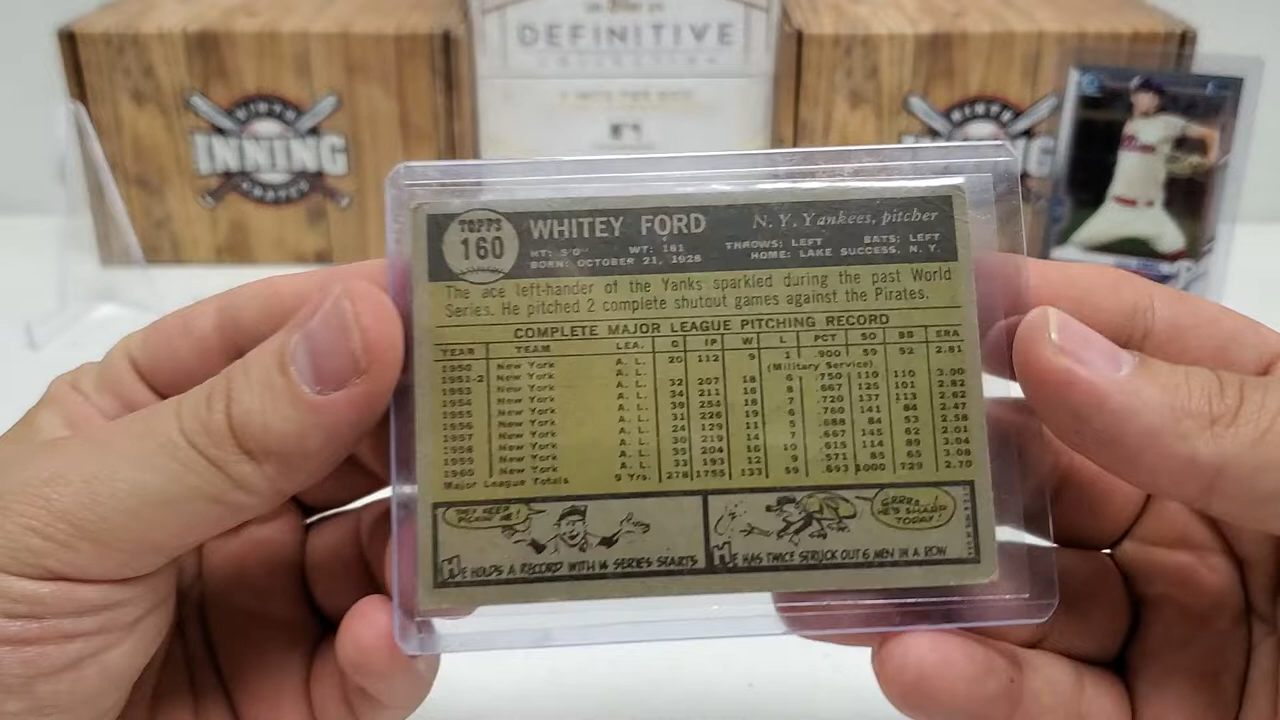 DEFINITIVE
COLLECTION
NINTH
INNING
NINTH
TOPPS
160
WHITEY FORD
N. Y. Yankees, pitcher
HT: 5'0" WT: 181
THROWS: LEFT BATS: LEFT
BORN: OCTOBER 21, 1928
HOME: LAKE SUCCESS, N. Y.
The ace left-hander of the Yanks sparkled during the past World
Series. He pitched 2 complete shutout games against the Pirates.
COMPLETE MAJOR LEAGUE PITCHING RECORD
YEAR TEAM LEA. G IP W L PCT SO BB ERA
1950 New York A. L. 20 112 9 1 .900 59 52 2.81
1951-2 New York A. L. (Military Service)
1953 New York A. L. 32 207 18 6 .750 110 110 3.00
1954 New York A. L. 34 211 16 8 .667 125 101 2.82
1955 New York A. L. 39 254 18 7 .720 137 113 2.62
1956 New York A. L. 31 226 19 6 .760 141 84 2.47
1957 New York A. L. 24 129 11 5 .688 84 53 2.58
1958 New York A. L. 30 219 14 7 .667 145 62 2.01
1959 New York A. L. 35 204 16 10 .615 114 89 3.04
1960 New York A. L. 33 193 12 9 .571 85 65 3.08
Major League Totals 9 Yrs. 278 1755 133 59 .693 1000 729 2.70
THEY KEEP
PICKIN' ME!
HE HOLDS A RECORD WITH 14 SERIES STARTS
GRRR..!
HE'S SHARP
TODAY!
HE HAS TWICE STRUCK OUT 6 MEN IN A ROW